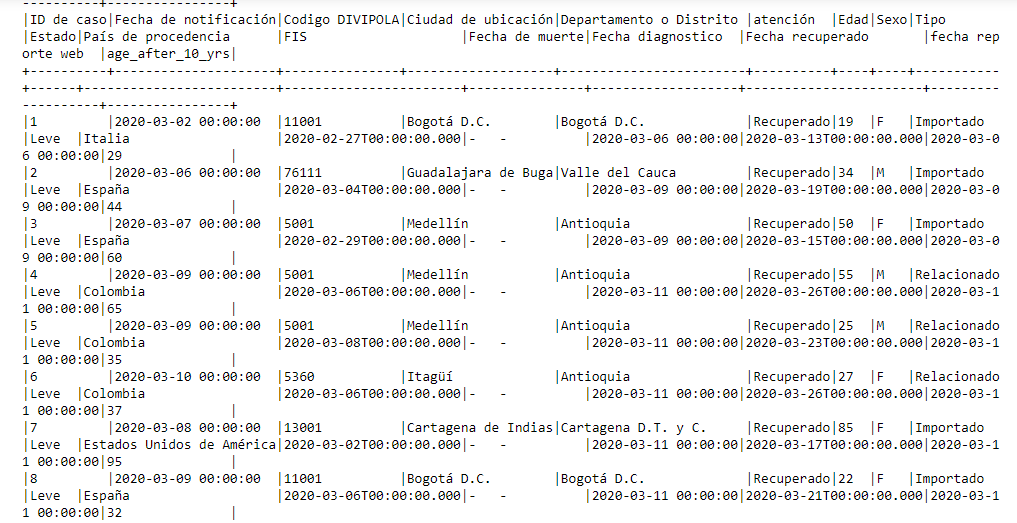 ----------+----------------+
|ID de caso|Fecha de notificación|Codigo DIVIPOLA|Ciudad de ubicación|Departamento o Distrito |atención  |Edad|Sexo|Tipo
|Estado|País de procedencia      |FIS                    |Fecha de muerte|Fecha diagnostico  |Fecha recuperado       |fecha rep
orte web  |age_after_10_yrs|
+----------+---------------------+---------------+-------------------+------------------------+----------+----+----+-----------
+------+-------------------------+-----------------------+---------------+-------------------+-----------------------+---------
----------+----------------+
|1         |2020-03-02 00:00:00  |11001          |Bogotá D.C.        |Bogotá D.C.             |Recuperado|19  |F   |Importado
|Leve  |Italia                   |2020-02-27T00:00:00.000|-   -          |2020-03-06 00:00:00|2020-03-13T00:00:00.000|2020-03-0
6 00:00:00|29              |
|2         |2020-03-06 00:00:00  |76111          |Guadalajara de Buga|Valle del Cauca         |Recuperado|34  |M   |Importado
|Leve  |España                   |2020-03-04T00:00:00.000|-   -          |2020-03-09 00:00:00|2020-03-19T00:00:00.000|2020-03-0
9 00:00:00|44              |
|3         |2020-03-07 00:00:00  |5001           |Medellín           |Antioquia               |Recuperado|50  |F   |Importado
|Leve  |España                   |2020-02-29T00:00:00.000|-   -          |2020-03-09 00:00:00|2020-03-15T00:00:00.000|2020-03-0
9 00:00:00|60              |
|4         |2020-03-09 00:00:00  |5001           |Medellín           |Antioquia               |Recuperado|55  |M   |Relacionado
|Leve  |Colombia                 |2020-03-06T00:00:00.000|-   -          |2020-03-11 00:00:00|2020-03-26T00:00:00.000|2020-03-1
1 00:00:00|65              |
|5         |2020-03-09 00:00:00  |5001           |Medellín           |Antioquia               |Recuperado|25  |M   |Relacionado
|Leve  |Colombia                 |2020-03-08T00:00:00.000|-   -          |2020-03-11 00:00:00|2020-03-23T00:00:00.000|2020-03-1
1 00:00:00|35              |
|6         |2020-03-10 00:00:00  |5360           |Itagüí             |Antioquia               |Recuperado|27  |F   |Relacionado
|Leve  |Colombia                 |2020-03-06T00:00:00.000|-   -          |2020-03-11 00:00:00|2020-03-26T00:00:00.000|2020-03-1
1 00:00:00|37              |
|7         |2020-03-08 00:00:00  |13001          |Cartagena de Indias|Cartagena D.T. y C.     |Recuperado|85  |F   |Importado
|Leve  |Estados Unidos de América|2020-03-02T00:00:00.000|-   -          |2020-03-11 00:00:00|2020-03-17T00:00:00.000|2020-03-1
1 00:00:00|95              |
|8         |2020-03-09 00:00:00  |11001          |Bogotá D.C.        |Bogotá D.C.             |Recuperado|22  |F   |Importado
|Leve  |España                   |2020-03-06T00:00:00.000|-   -          |2020-03-11 00:00:00|2020-03-21T00:00:00.000|2020-03-1
1 00:00:00|32              |